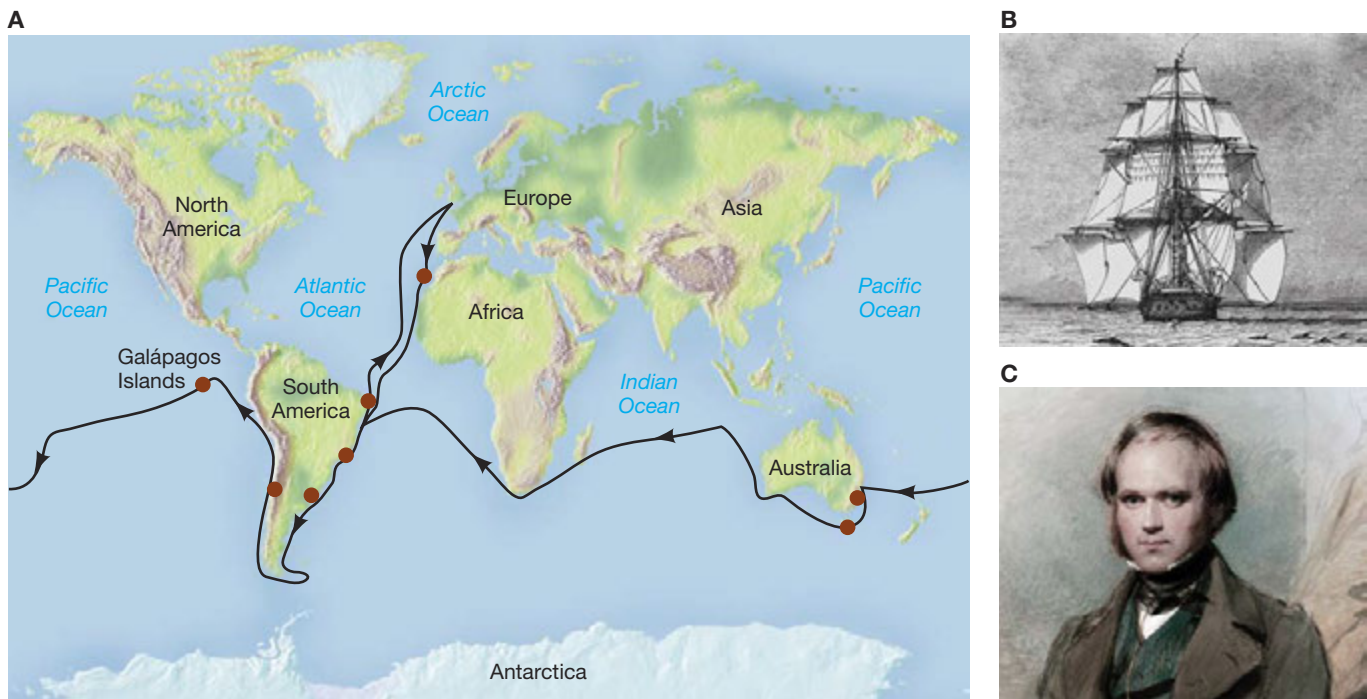 A
Arctic
Ocean
North
America
Europe
Asia
Pacific
Ocean
Atlantic
Ocean
Africa
Pacific
Ocean
Galápagos
Islands
South
America
Indian
Ocean
Australia
Antarctica
B
C